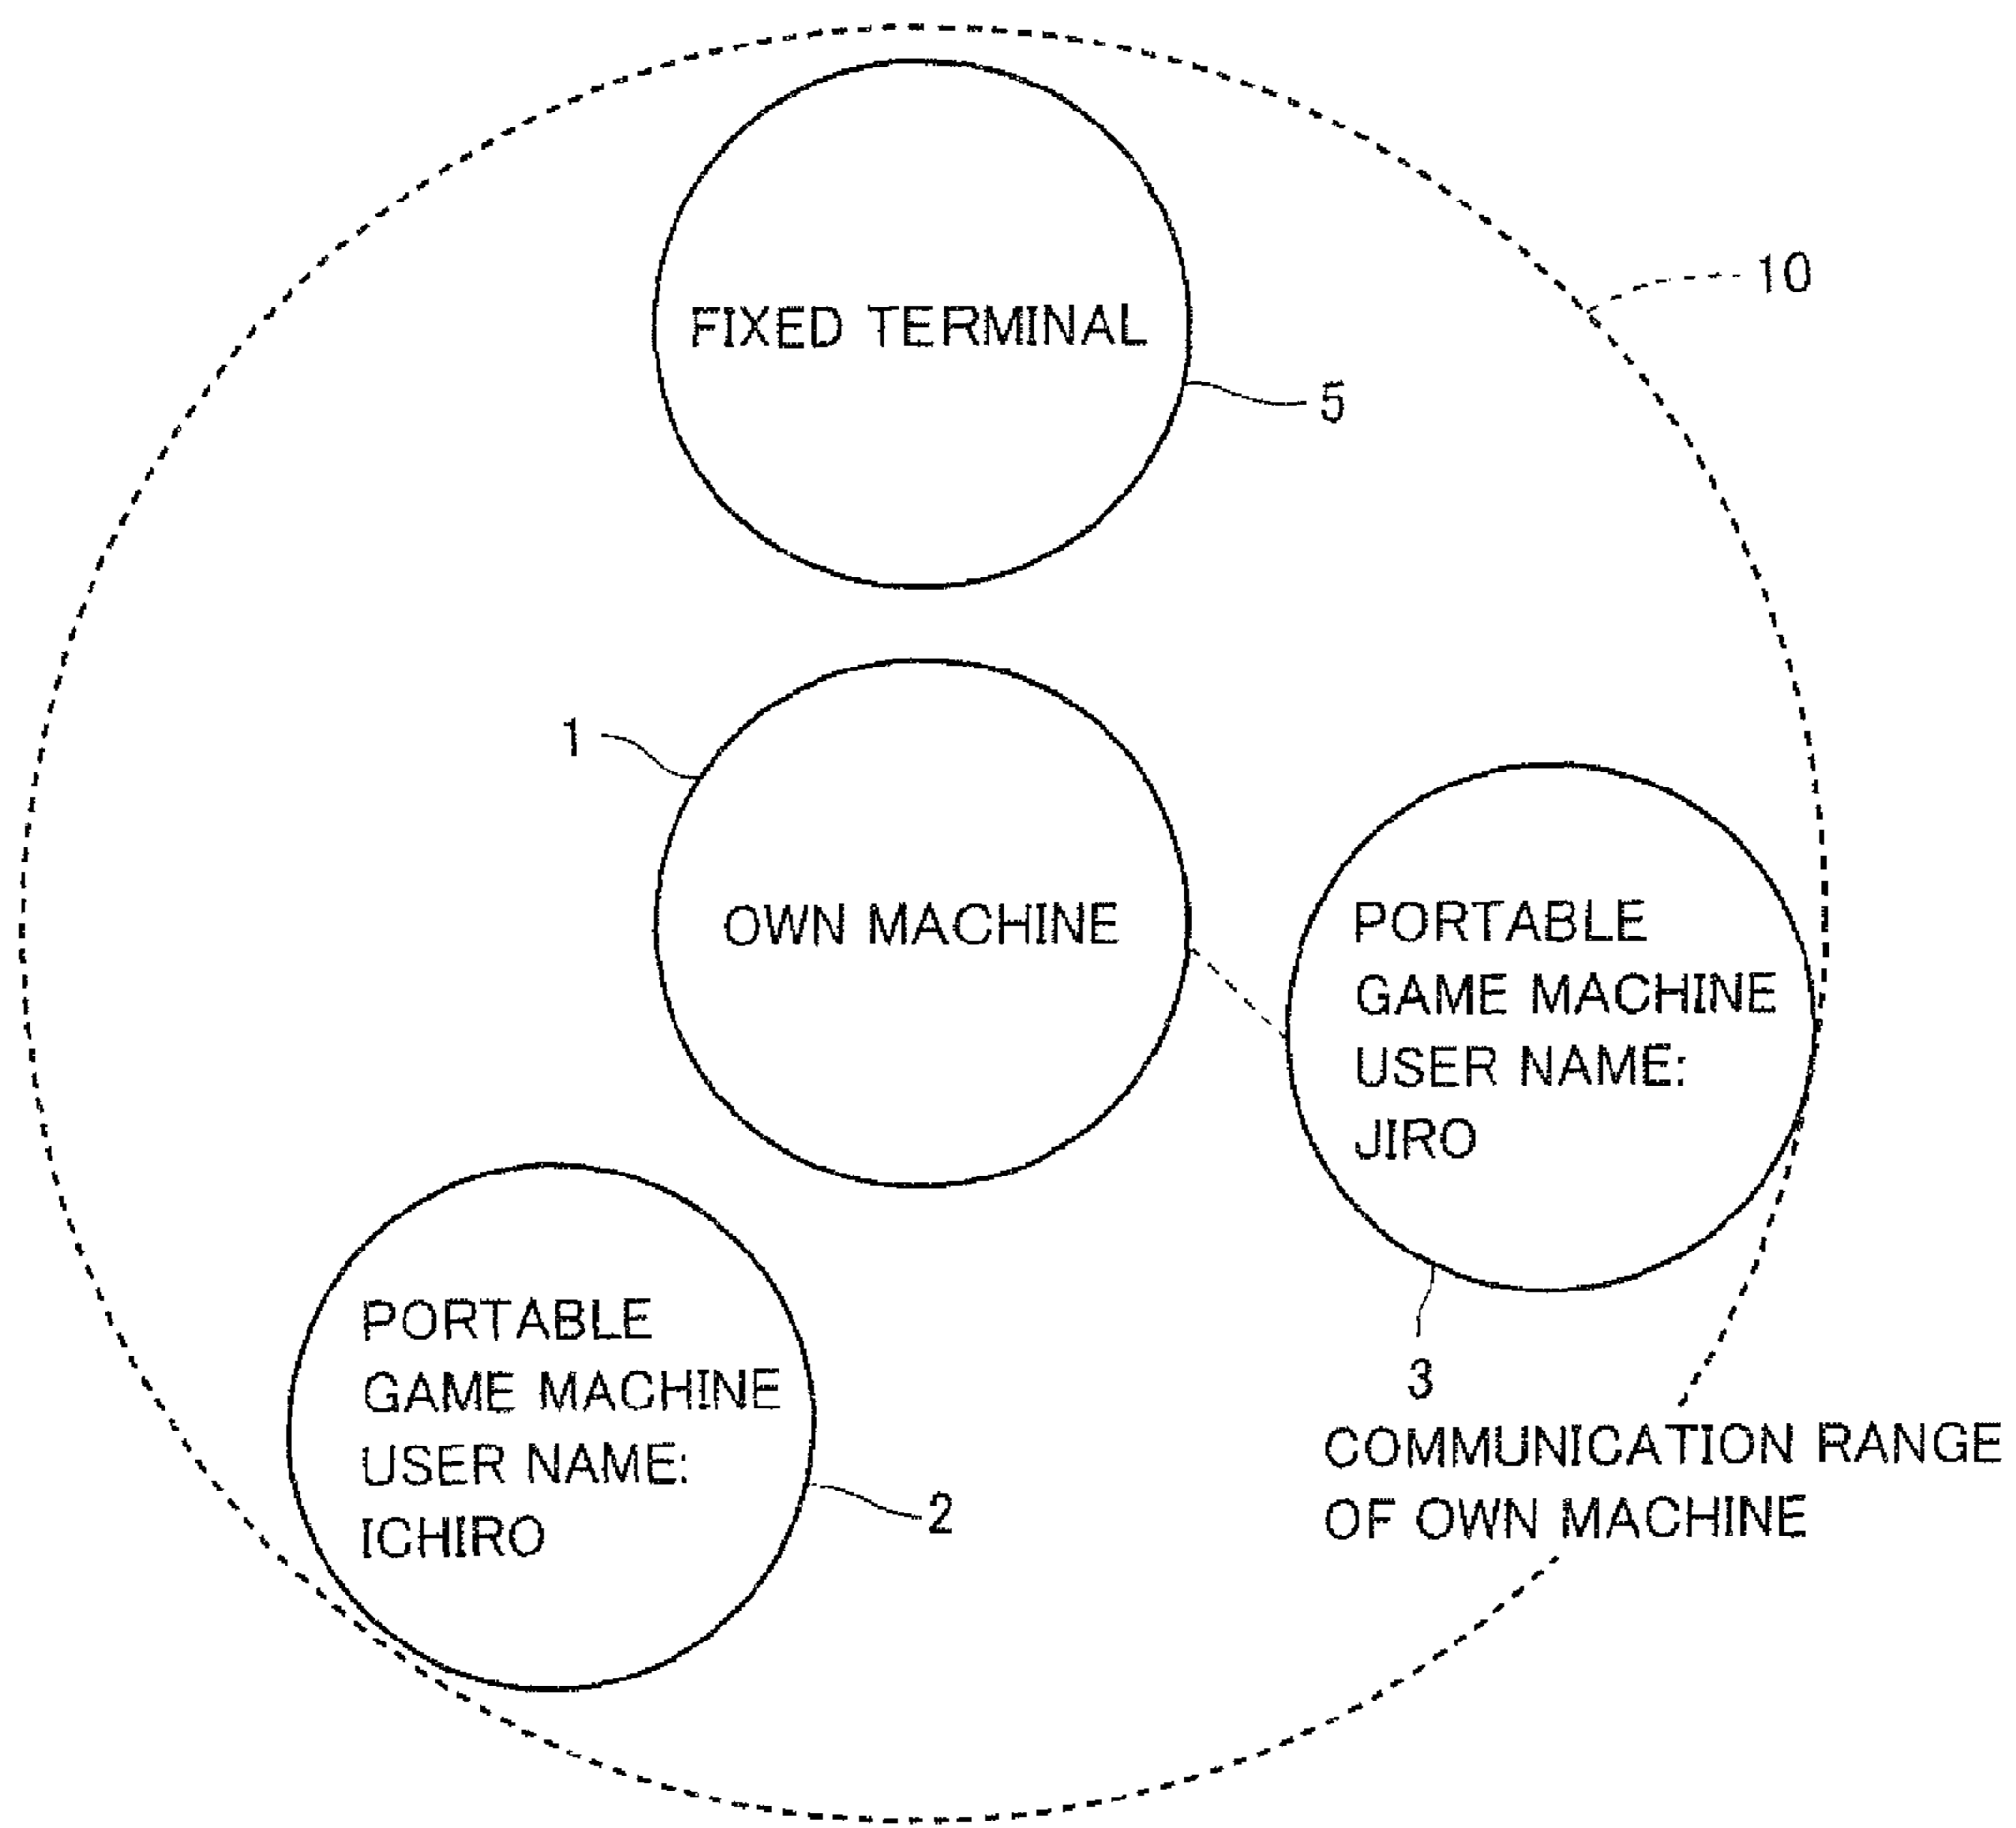 10
FIXED TERMINAL
5
1
OWN MACHINE
PORTABLE
GAME MACHINE
USER NAME:
JIRO
3
PORTABLE
GAME MACHINE
USER NAME:
ICHIRO
2
COMMUNICATION RANGE
OF OWN MACHINE